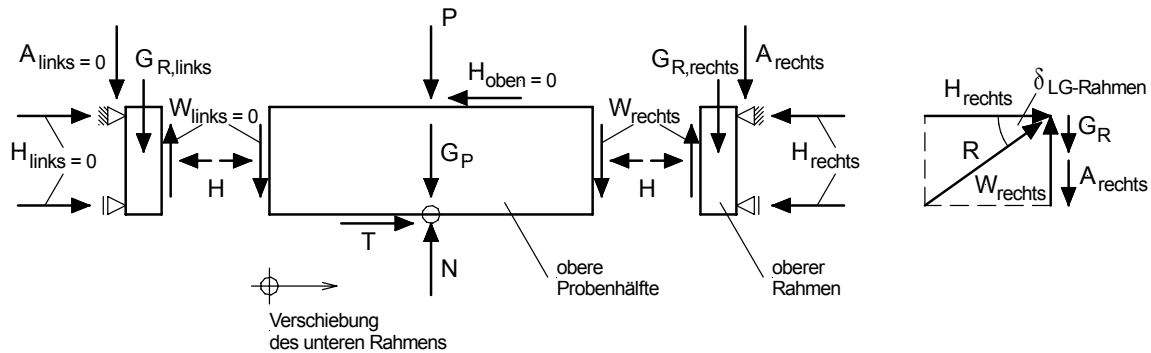 P
A links = 0
G R,links
H oben = 0
G R,rechts
A rechts
W links = 0
W rechts
H rechts
δ LG-Rahmen
H links = 0
H
G P
H
H rechts
R
G R
W rechts
A rechts
T
N
obere
Probenhälfte
oberer
Rahmen
Verschiebung
des unteren Rahmens